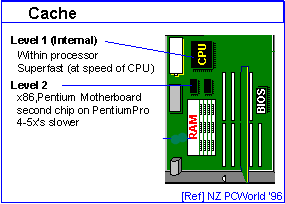 Cache
Level 1 (Internal)
Within processor
Superfast (at speed of CPU)
Level 2
x86,Pentium Motherboard
second chip on PentiumPro
4-5x's slower
CPU
BIOS
RAM
[Ref] NZ PCWorld '96